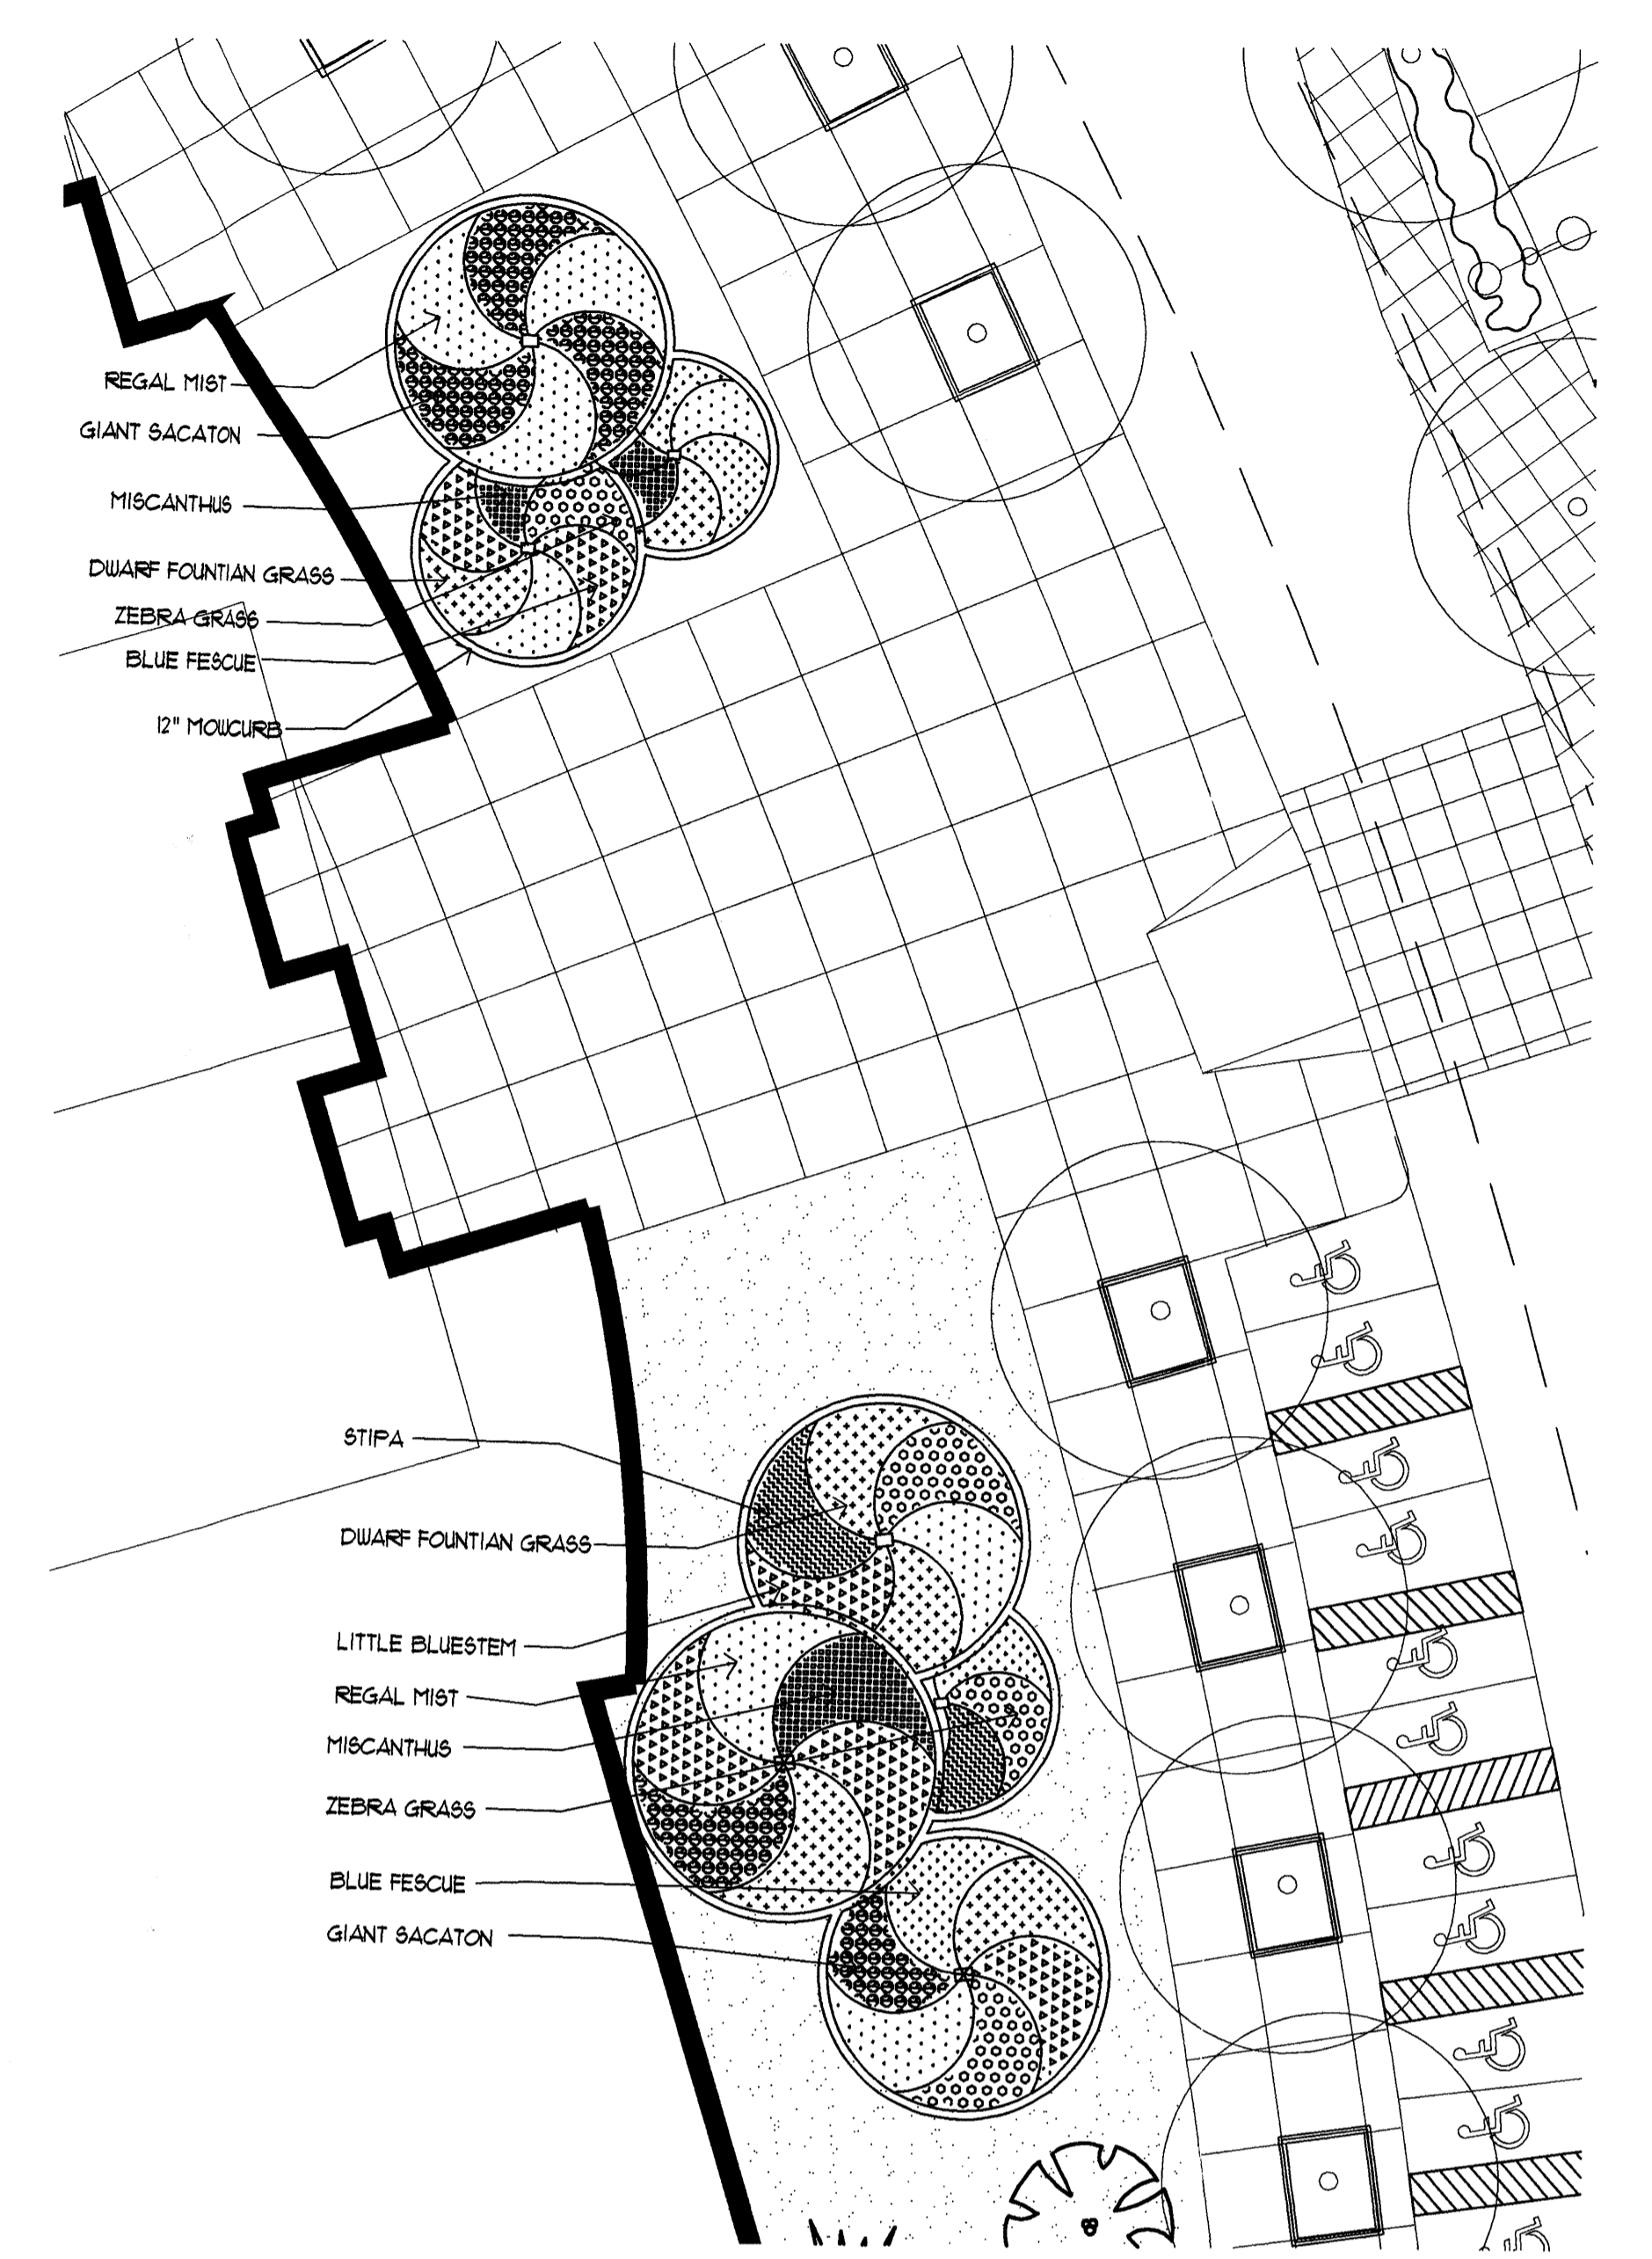 REGAL MIST
GIANT SACATON
MISCANTHUS
DWARF FOUNTIAN GRASS
ZEBRA GRASS
BLUE FESCUE
12" MOWCURB
STIPA
DWARF FOUNTIAN GRASS
LITTLE BLUESTEM
REGAL MIST
MISCANTHUS
ZEBRA GRASS
BLUE FESCUE
GIANT SACATON